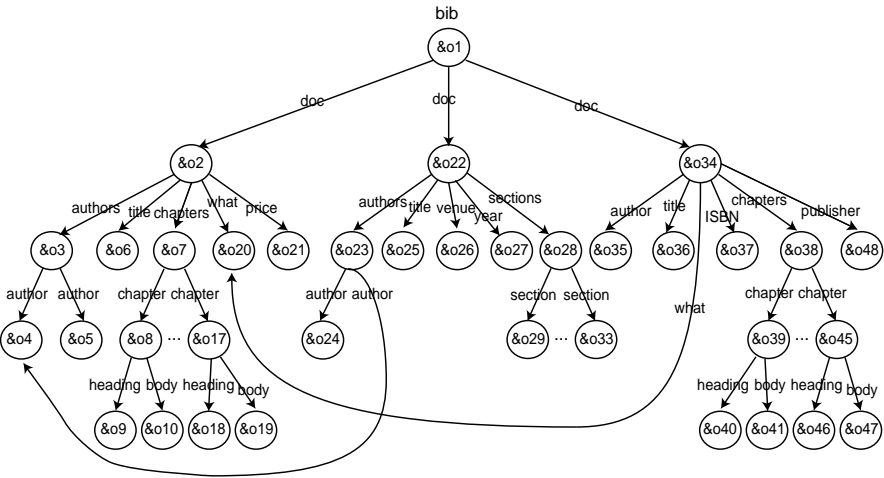 bib
&o1
doc doc doc
&o2 &o22 &o34
authors title chapters what price authors title venue year sections author title ISBN chapters publisher
&o3 &o6 &o7 &o20 &o21 &o23 &o25 &o26 &o27 &o28 &o35 &o36 &o37 &o38 &o48
author author chapter chapter author author section section what chapter chapter
&o4 &o5 &o8 ... &o17 &o24 &o29 ... &o33 &o39 ... &o45
heading body heading body heading body heading body
&o9 &o10 &o18 &o19 &o40 &o41 &o46 &o47